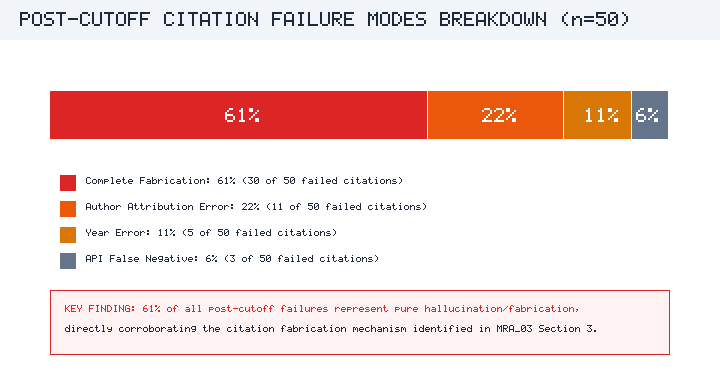 POST-CUTOFF CITATION FAILURE MODES BREAKDOWN (n=50)
61% 22% 11% 6%
Complete Fabrication: 61% (30 of 50 failed citations)
Author Attribution Error: 22% (11 of 50 failed citations)
Year Error: 11% (5 of 50 failed citations)
API False Negative: 6% (3 of 50 failed citations)
KEY FINDING: 61% of all post-cutoff failures represent pure hallucination/fabrication,
directly corroborating the citation fabrication mechanism identified in MRA_03 Section 3.